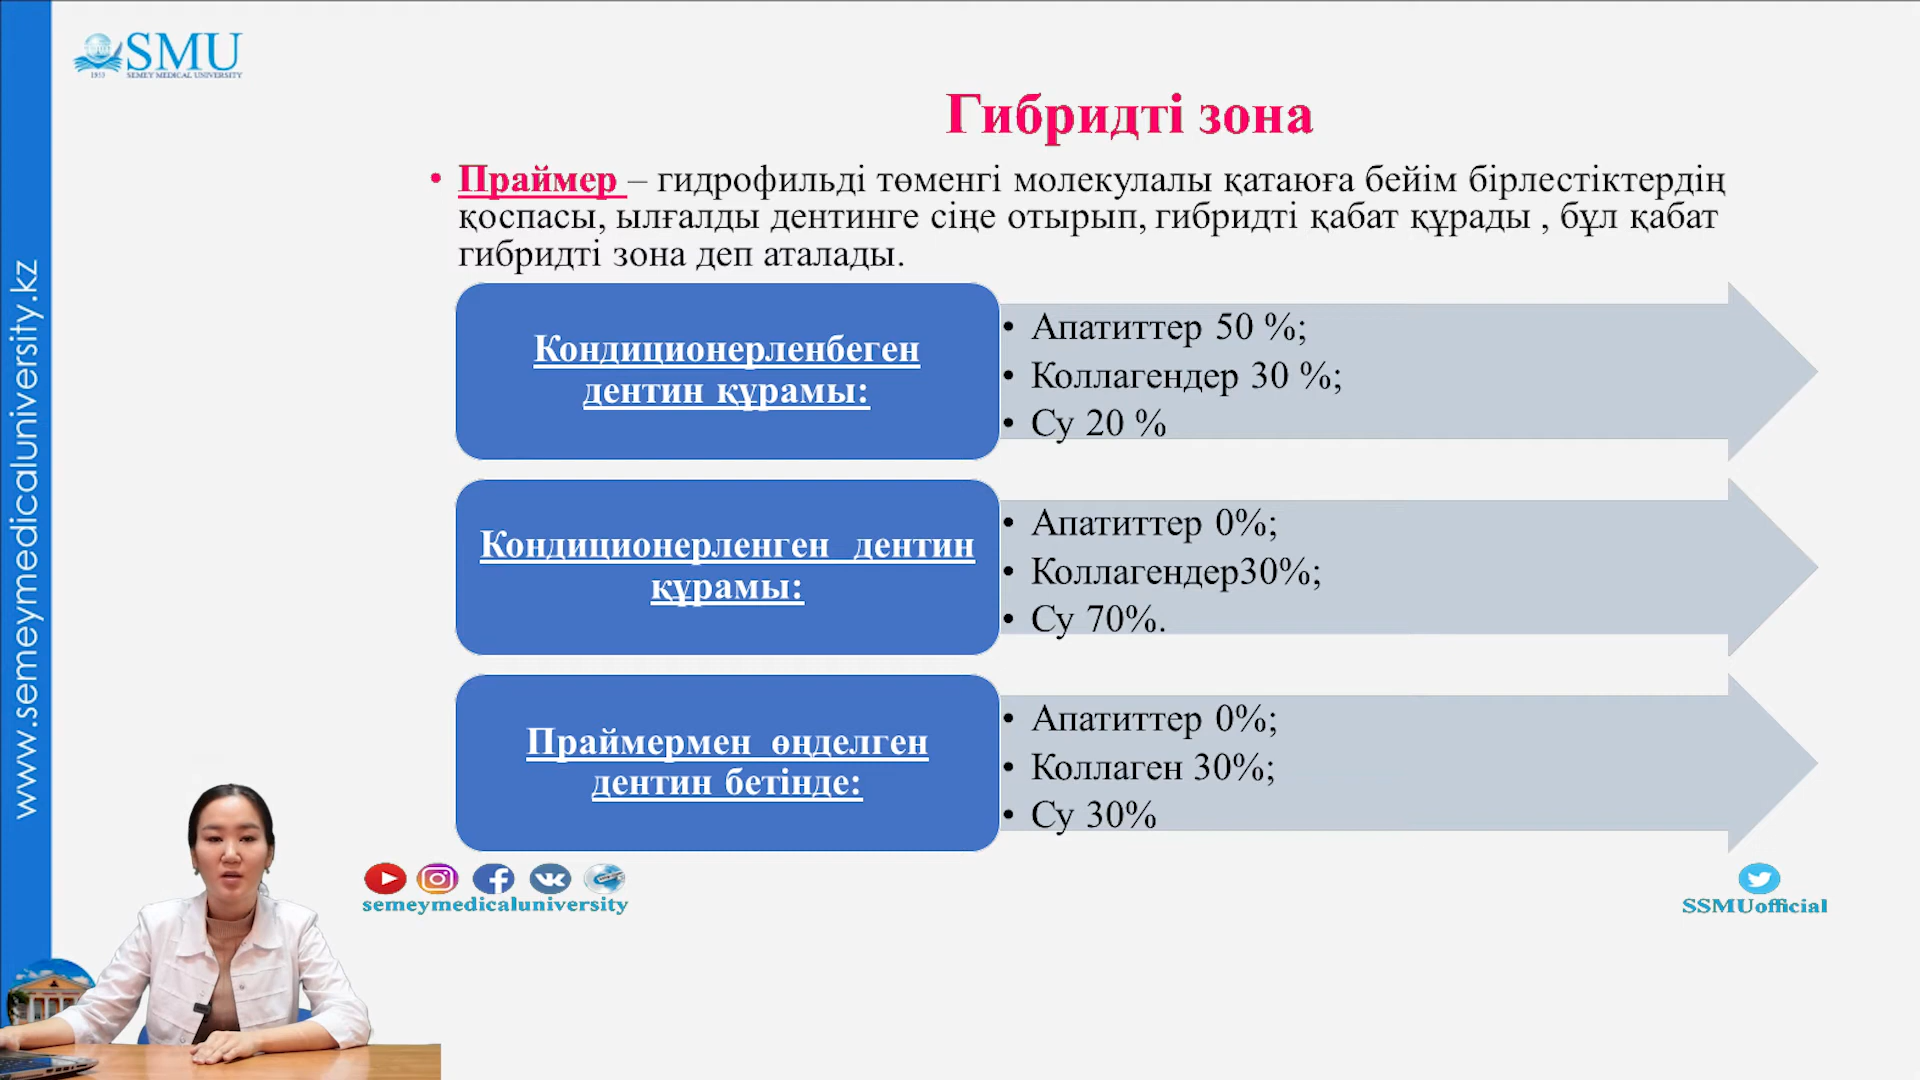 SMU
1953 SEMEY MEDICAL UNIVERSITY
www.semeymedicaluniversity.kz
Гибридті зона
• Праймер – гидрофильді төменгі молекулалы қатаюға бейім бірлестіктердің
қоспасы, ылғалды дентинге сіңе отырып, гибридті қабат құрады , бұл қабат
гибридті зона деп аталады.
Кондиционерленбеген
дентин құрамы:
• Апатиттер 50 %;
• Коллагендер 30 %;
• Су 20 %
Кондиционерленген дентин
құрамы:
• Апатиттер 0%;
• Коллагендер30%;
• Су 70%.
Праймермен өңделген
дентин бетінде:
• Апатиттер 0%;
• Коллаген 30%;
• Су 30%
semeymedicaluniversity
SSMUofficial